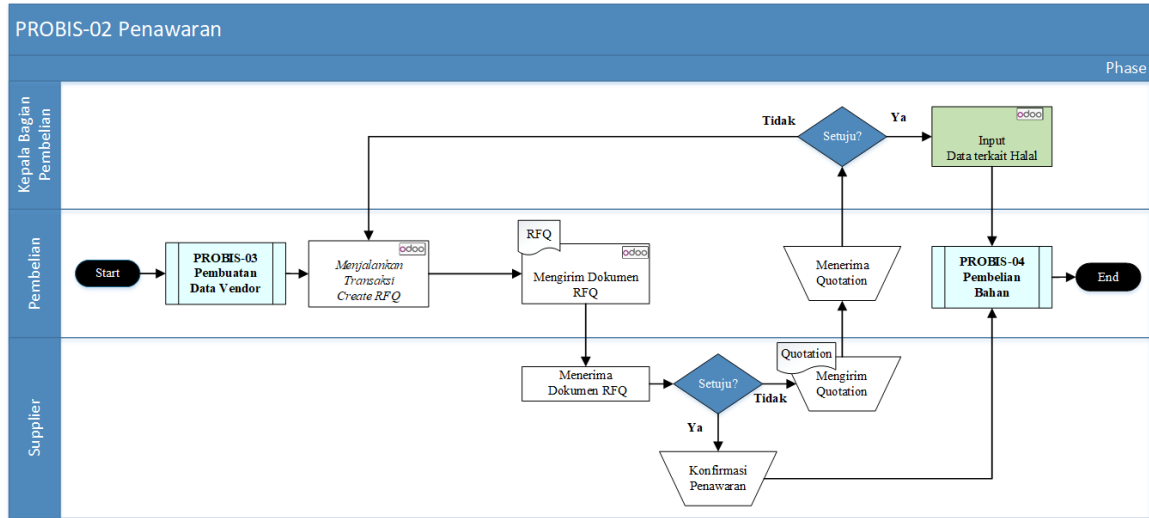 PROBIS-02 Penawaran
Phase
Kepala Bagian
Pembelian
Tidak
Setuju?
Ya
odoo
Input
Data terkait Halal
Pembelian
Start
PROBIS-03
Pembuatan
Data Vendor
odoo
Menjalankan
Transaksi
Create RFQ
RFQ
odoo
Mengirim Dokumen
RFQ
Menerima
Quotation
PROBIS-04
Pembelian
Bahan
End
Supplier
Menerima
Dokumen RFQ
Setuju?
Tidak
Ya
Quotation
Mengirim
Quotation
Konfirmasi
Penawaran